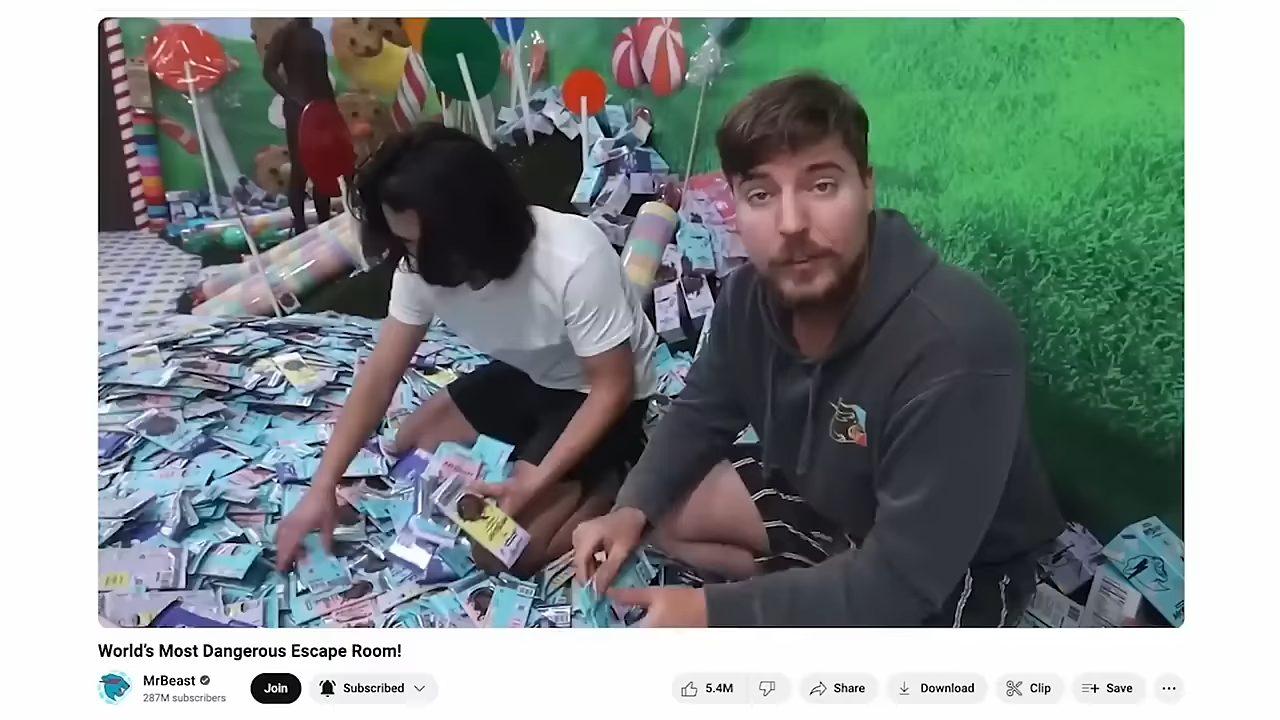 World's Most Dangerous Escape Room!
MrBeast
287M subscribers
Join
Subscribed
5.4M
Share
Download
Clip
Save